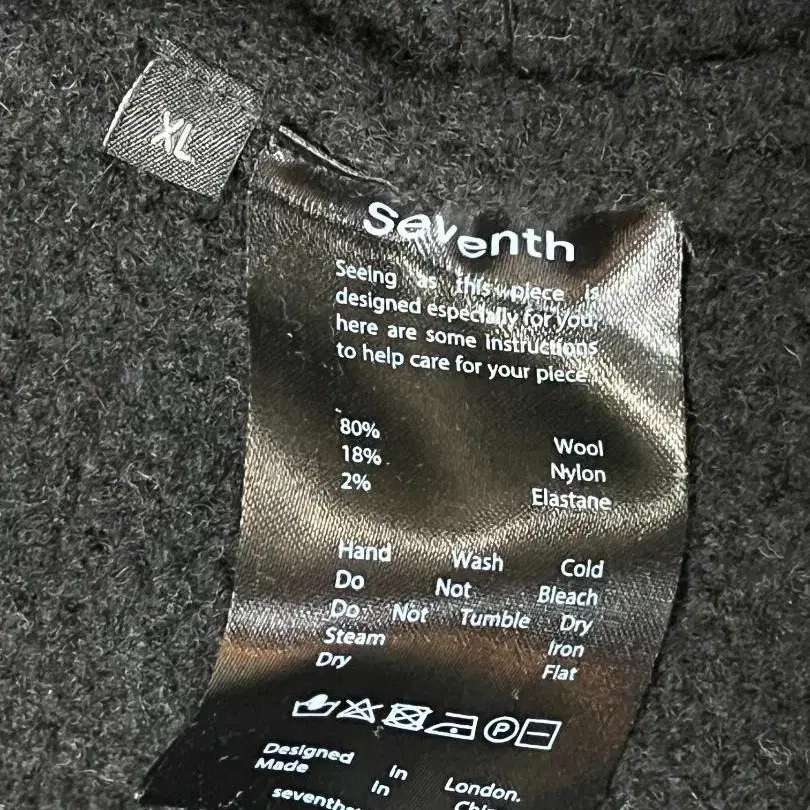 XL
Seventh
Seeing as this piece is
designed especially for you,
here are some instructions
to help care for your piece.
80% Wool
18% Nylon
2% Elastane
Hand Wash Cold
Do Not Bleach
Do Not Tumble Dry
Steam Iron
Dry Flat
P
Designed in London.
Made in